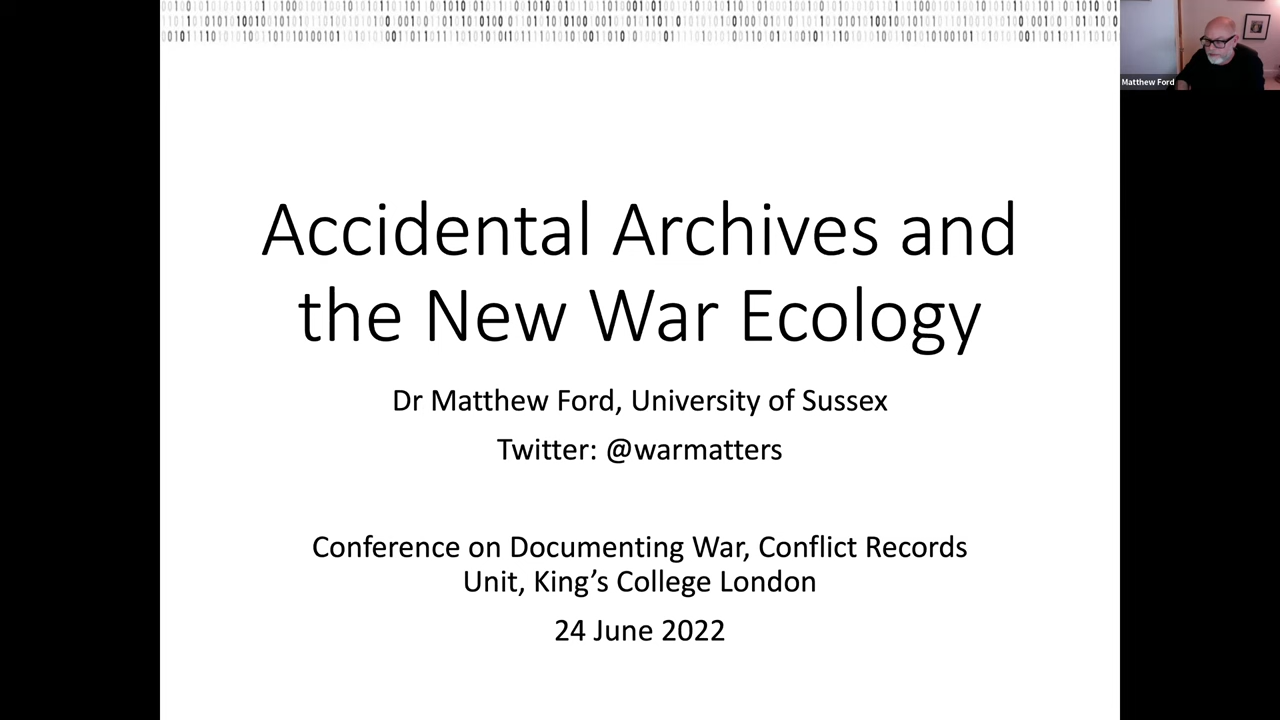 Accidental Archives and
the New War Ecology
Dr Matthew Ford, University of Sussex
Twitter: @warmatters
Conference on Documenting War, Conflict Records
Unit, King’s College London
24 June 2022
Matthew Ford